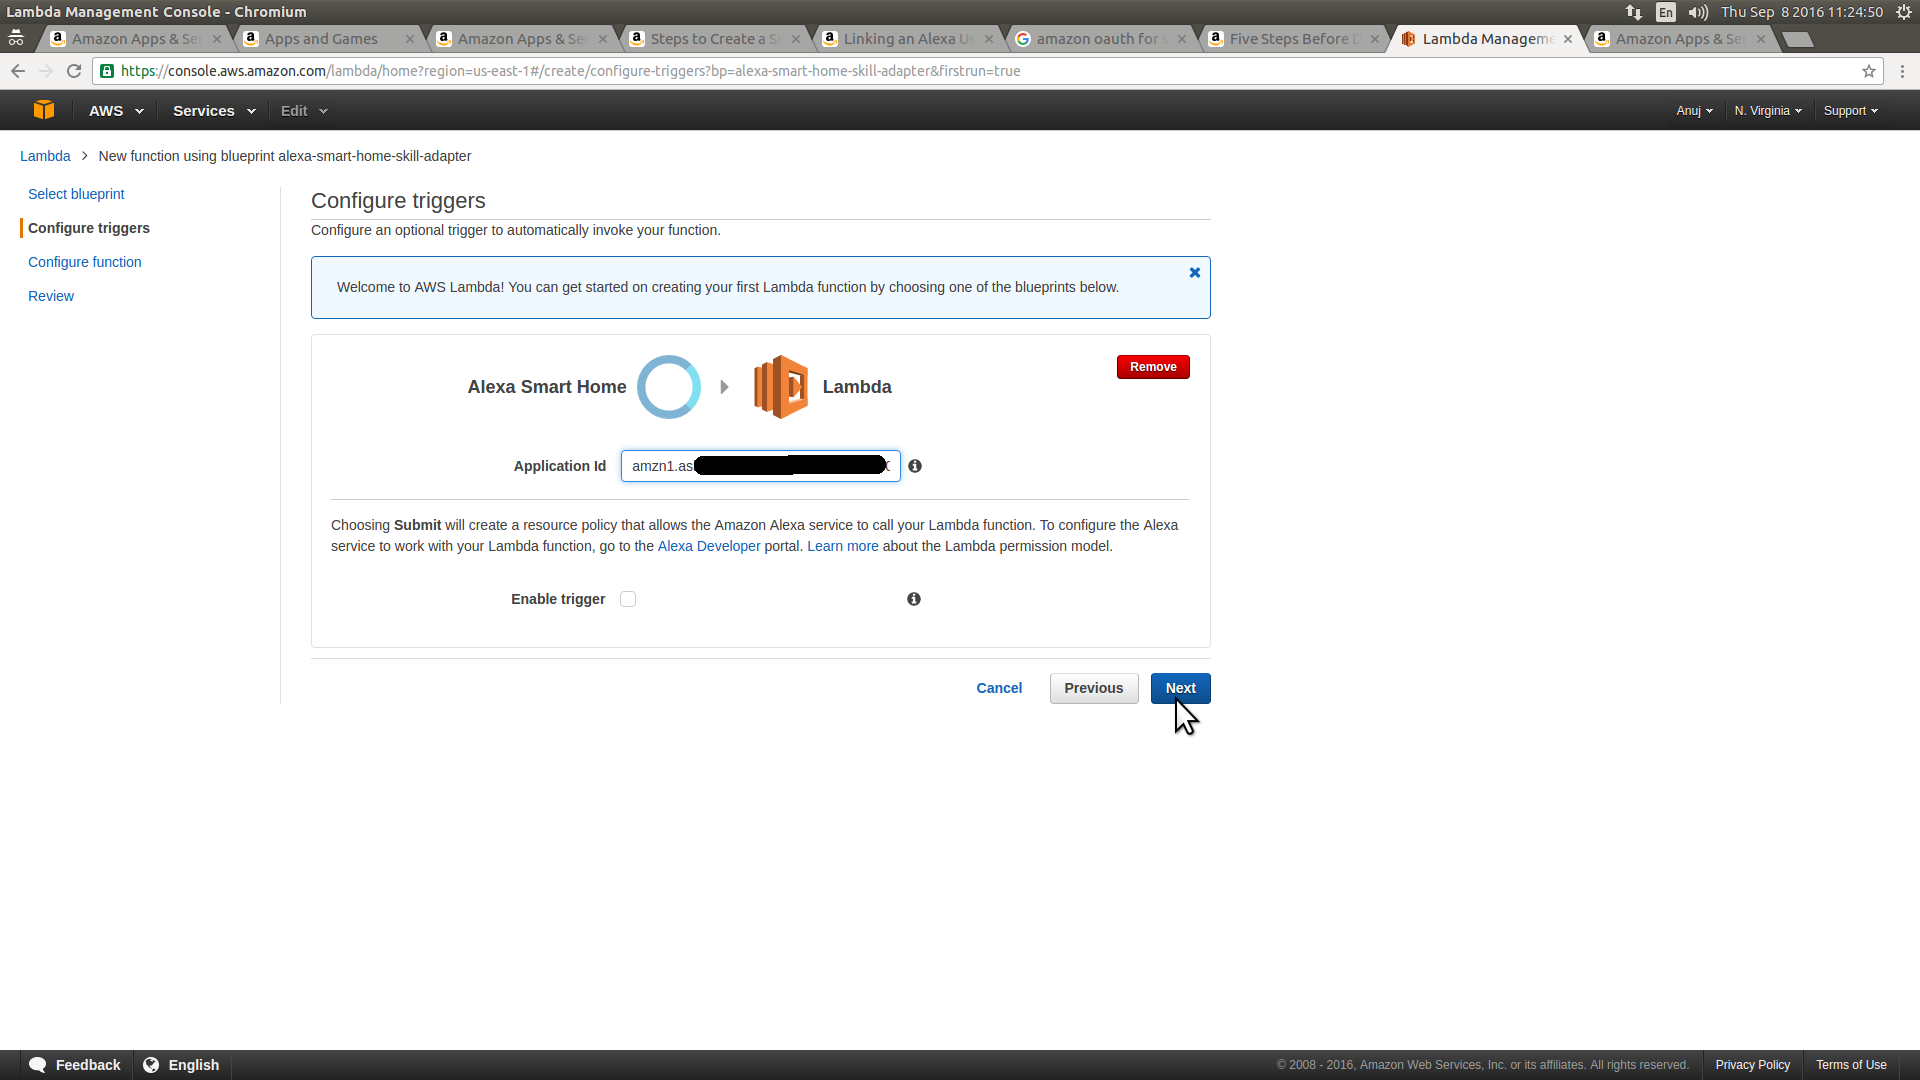 Lambda Management Console - Chromium
En
Thu Sep 8 2016 11:24:50
Amazon Apps & Ser
Apps and Games
Amazon Apps & Ser
Steps to Create a S
Linking an Alexa Us
amazon oauth for
Five Steps Before D
Lambda Manageme
Amazon Apps & Ser
https://console.aws.amazon.com/lambda/home?region=us-east-1#/create/configure-triggers?bp=alexa-smart-home-skill-adapter&firstrun=true
AWS
Services
Edit
Anuj
N. Virginia
Support
Lambda > New function using blueprint alexa-smart-home-skill-adapter
Select blueprint
Configure triggers
Configure function
Review
Configure triggers
Configure an optional trigger to automatically invoke your function.
Welcome to AWS Lambda! You can get started on creating your first Lambda function by choosing one of the blueprints below.
Alexa Smart Home
Lambda
Remove
Application Id
amzn1.as
Choosing Submit will create a resource policy that allows the Amazon Alexa service to call your Lambda function. To configure the Alexa
service to work with your Lambda function, go to the Alexa Developer portal. Learn more about the Lambda permission model.
Enable trigger
Cancel
Previous
Next
Feedback
English
© 2008 - 2016, Amazon Web Services, Inc. or its affiliates. All rights reserved.
Privacy Policy
Terms of Use